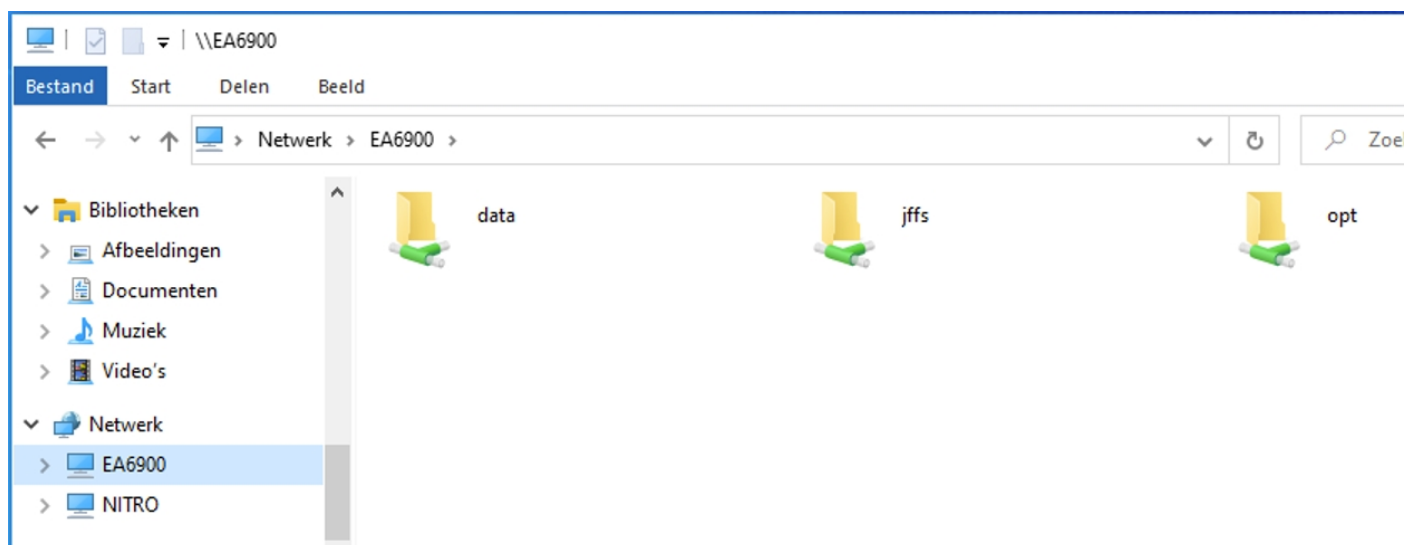 \\EA6900
Bestand Start Delen Beeld
Netwerk EA6900
Bibliotheken
Afbeeldingen
Documenten
Muziek
Video's
Netwerk
EA6900
NITRO
data jffs opt